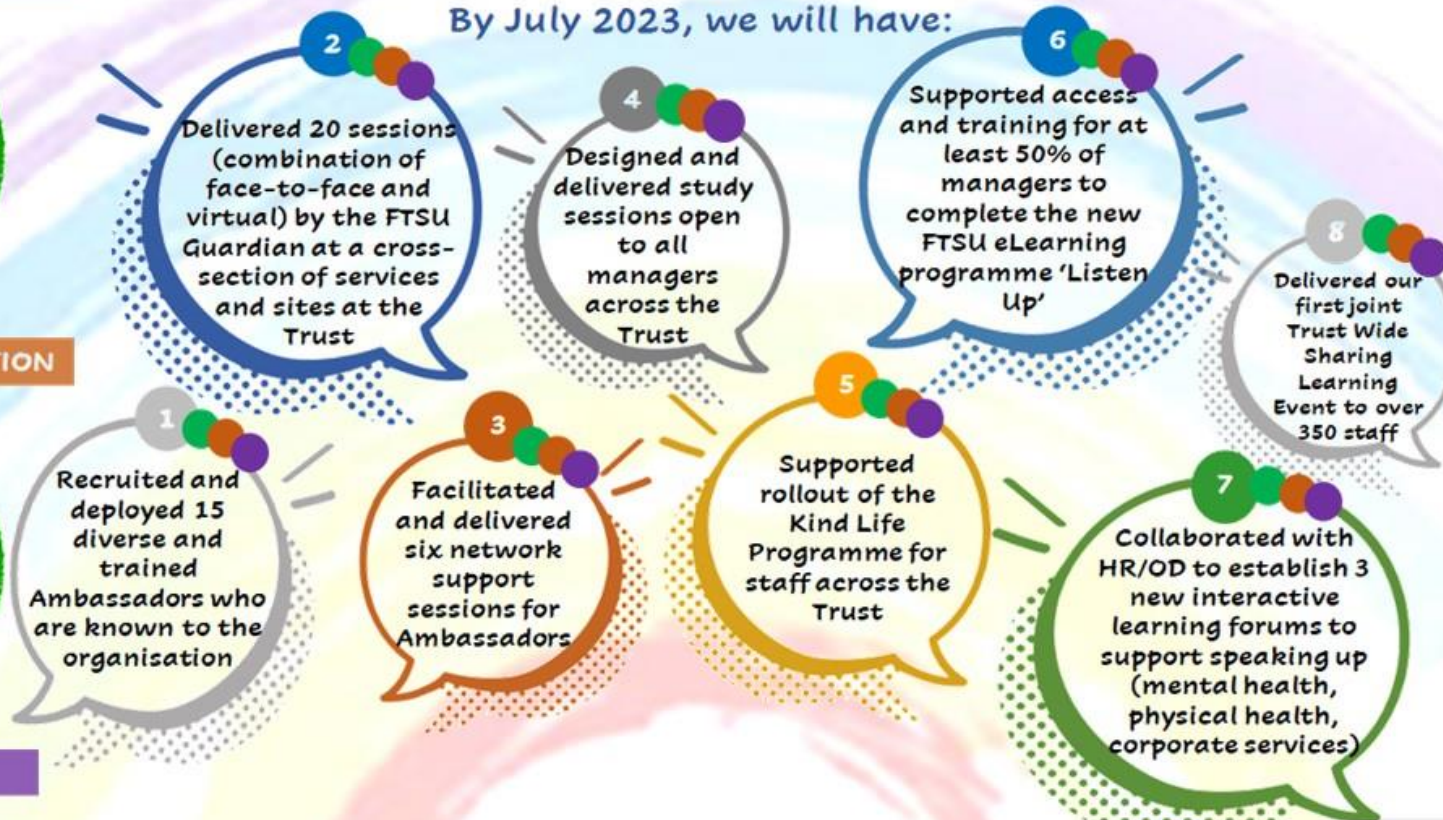 By July 2023, we will have:
2
Delivered 20 sessions
(combination of
face-to-face and
virtual) by the FTSU
Guardian at a cross-
section of services
and sites at the
Trust
4
Designed and
delivered study
sessions open
to all
managers
across the
Trust
6
Supported access
and training for at
least 50% of
managers to
complete the new
FTSU eLearning
programme ‘Listen
Up’
8
Delivered our
first joint
Trust Wide
Sharing
Learning
Event to over
350 staff
TION
1
Recruited and
deployed 15
diverse and
trained
Ambassadors who
are known to the
organisation
3
Facilitated
and delivered
six network
support
sessions for
Ambassadors
5
Supported
rollout of the
Kind Life
Programme for
staff across the
Trust
7
Collaborated with
HR/OD to establish 3
new interactive
learning forums to
support speaking up
(mental health,
physical health,
corporate services)